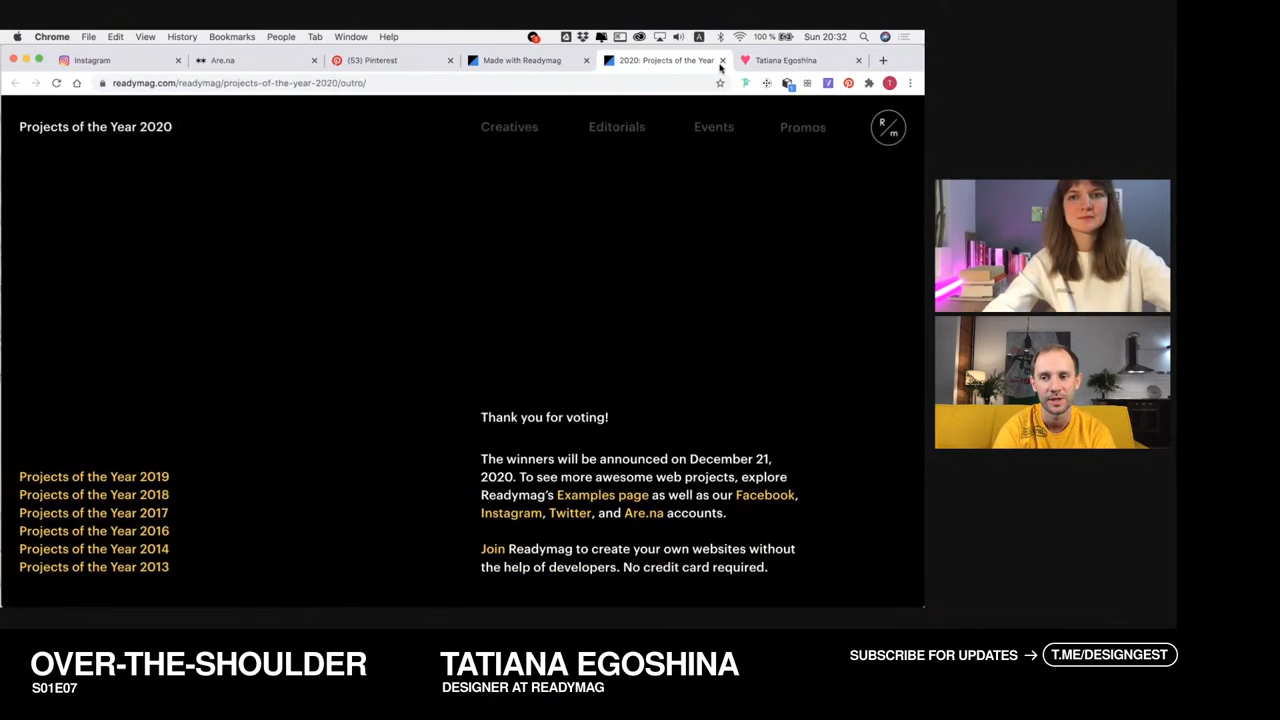 Chrome File Edit View History Bookmarks People Tab Window Help 100 % Sun 20:32
Instagram
Are.na
(53) Pinterest
Made with Readymag
2020: Projects of the Year
Tatiana Egoshina
readymag.com/readymag/projects-of-the-year-2020/outro/
T
Projects of the Year 2020
Creatives
Editorials
Events
Promos
R/m
Thank you for voting!
The winners will be announced on December 21,
2020. To see more awesome web projects, explore
Readymag's Examples page as well as our Facebook,
Instagram, Twitter, and Are.na accounts.
Join Readymag to create your own websites without
the help of developers. No credit card required.
Projects of the Year 2019
Projects of the Year 2018
Projects of the Year 2017
Projects of the Year 2016
Projects of the Year 2014
Projects of the Year 2013
OVER-THE-SHOULDER
S01E07
TATIANA EGOSHINA
DESIGNER AT READYMAG
SUBSCRIBE FOR UPDATES → T.ME/DESIGNGEST